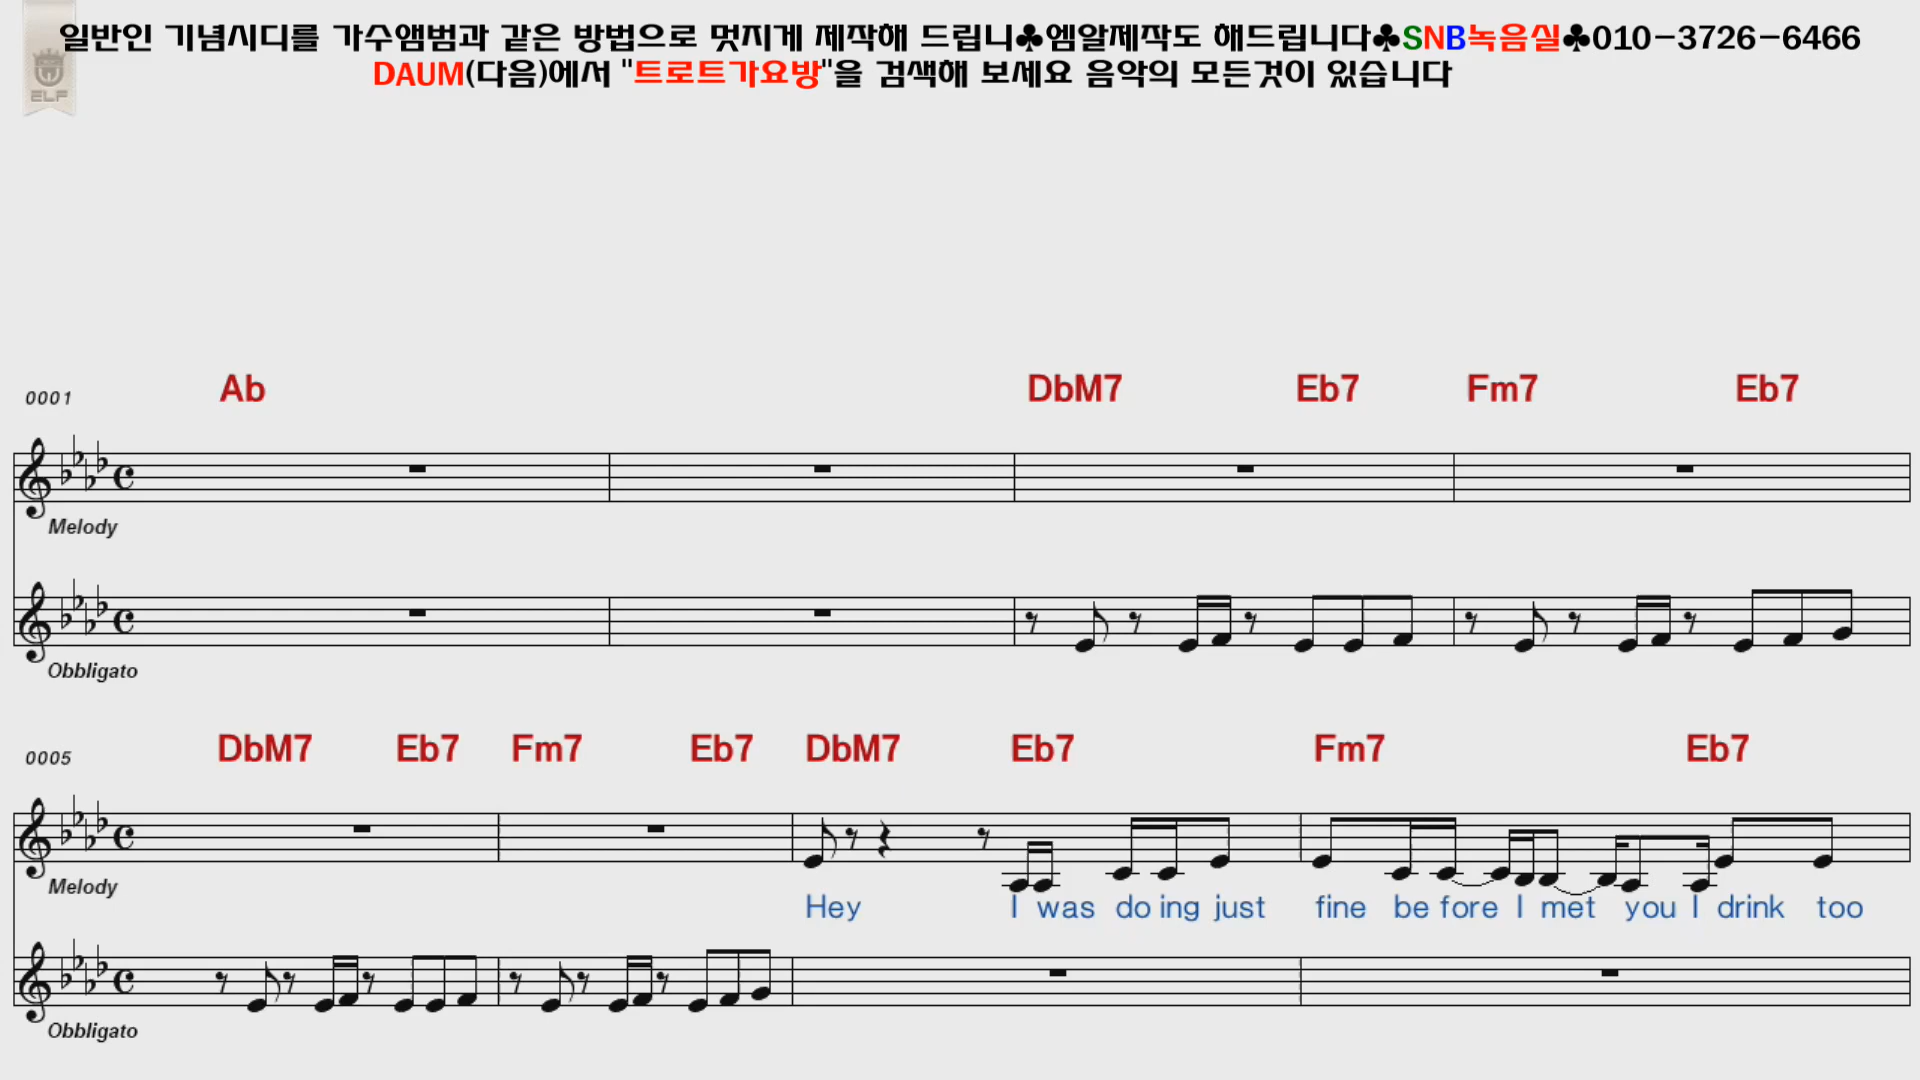 일반인 기념시디를 가수앨범과 같은 방법으로 멋지게 제작해 드립니♣엠알제작도 해드립니다♣SNB녹음실♣010-3726-6466
DAUM(다음)에서 "트로트가요방"을 검색해 보세요 음악의 모든것이 있습니다
ELF
0001 Ab DbM7 Eb7 Fm7 Eb7
Melody
Obbligato
0005 DbM7 Eb7 Fm7 Eb7 DbM7 Eb7 Fm7 Eb7
Melody
Hey I was do ing just fine be fore I met you I drink too
Obbligato